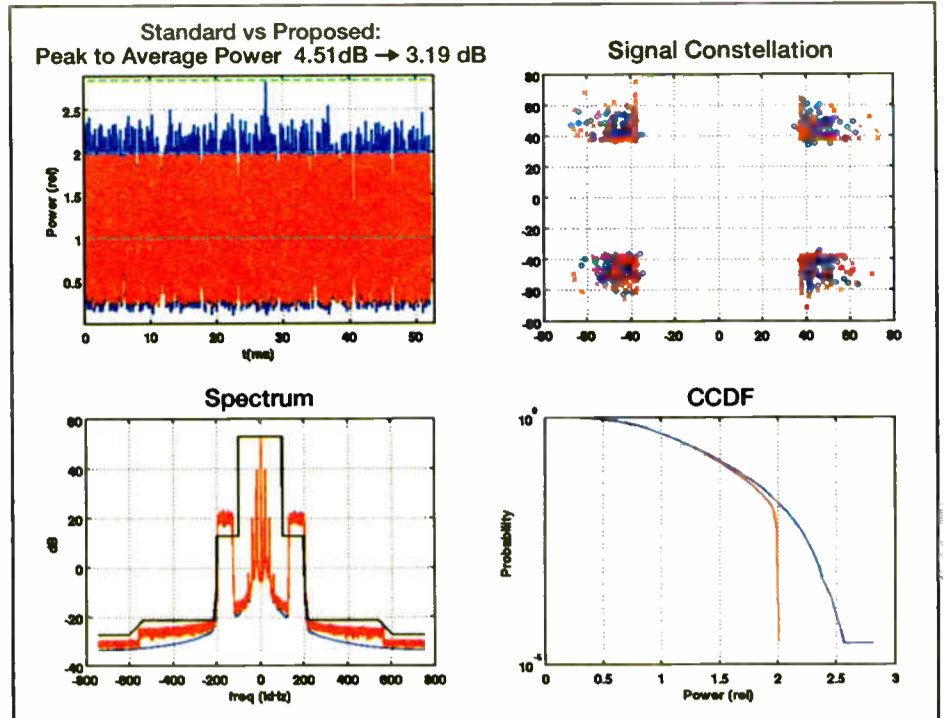 Standard vs Proposed:
Peak to Average Power 4.51dB → 3.19 dB
2.5
2
1.5
1
0.5
Power (rel)
0 10 20 30 40 50
t(ms)
Signal Constellation
80
60
40
20
0
-20
-40
-60
-80
-80 -60 -40 -20 0 20 40 60 80
Spectrum
60
40
20
0
-20
-40
dB
-800 -600 -400 -200 0 200 400 600 800
freq (kHz)
CCDF
10⁰
10⁻⁵
Probability
0 0.5 1 1.5 2 2.5 3
Power (rel)